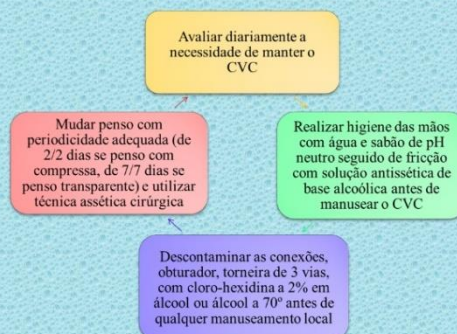 Avaliar diariamente a
necessidade de manter o
CVC
Realizar higiene das mãos
com água e sabão de pH
neutro seguido de fricção
com solução antissética de
base alcoólica antes de
manusear o CVC
Descontaminar as conexões,
obturador, torneira de 3 vias,
com cloro-hexidina a 2% em
álcool ou álcool a 70º antes de
qualquer manuseamento local
Mudar penso com
periodicidade adequada (de
2/2 dias se penso com
compressa, de 7/7 dias se
penso transparente) e utilizar
técnica assética cirúrgica